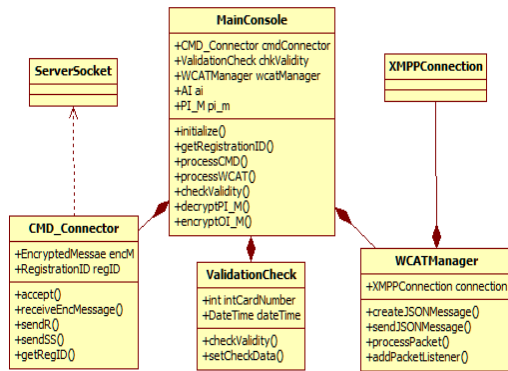 MainConsole
+CMD_Connector cmdConnector
+ValidationCheck chkValidity
+WCATManager wcatManager
+AI ai
+PI_M pi_m
+initialize()
+getRegistrationID()
+processCMD()
+processWCAT()
+checkValidity()
+decryptPI_M()
+encryptOI_M()
ServerSocket
XMPPConnection
CMD_Connector
+EncryptedMessae encM
+RegistrationID regID
+accept()
+receiveEncMessage()
+sendR()
+sendSS()
+getRegID()
ValidationCheck
+int intCardNumber
+DateTime dateTime
+checkValidity()
+setCheckData()
WCATManager
+XMPPConnection connection
+createJSONMessage()
+sendJSONMessage()
+processPacket()
+addPacketListener()